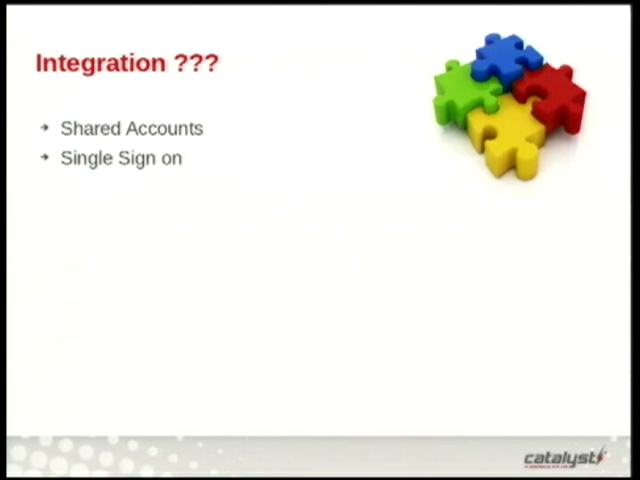 Integration ???
Shared Accounts
Single Sign on
catalyst